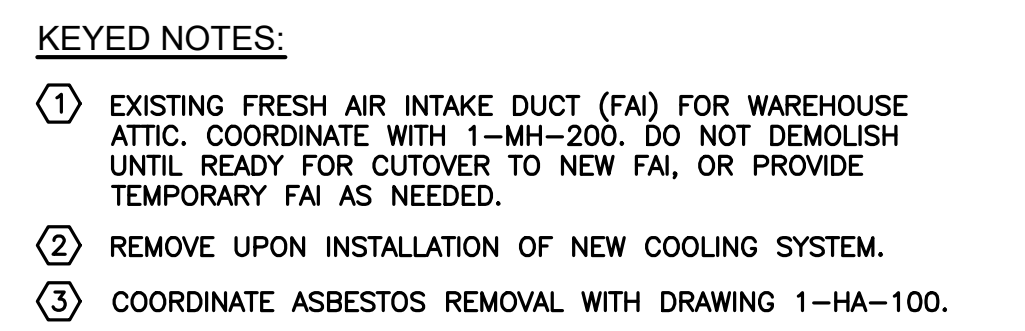 KEYED NOTES:
1 EXISTING FRESH AIR INTAKE DUCT (FAI) FOR WAREHOUSE
ATTIC. COORDINATE WITH 1-MH-200. DO NOT DEMOLISH
UNTIL READY FOR CUTOVER TO NEW FAI, OR PROVIDE
TEMPORARY FAI AS NEEDED.
2 REMOVE UPON INSTALLATION OF NEW COOLING SYSTEM.
3 COORDINATE ASBESTOS REMOVAL WITH DRAWING 1-HA-100.